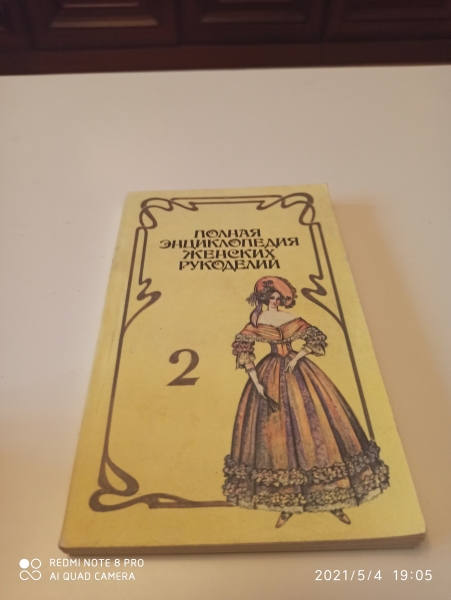 ПОЛНАЯ
ЭНЦИКЛОПЕДИЯ
ЖЕНСКИХ
РУКОДЕЛИЙ
2
REDMI NOTE 8 PRO
AI QUAD CAMERA
2021/5/4 19:05